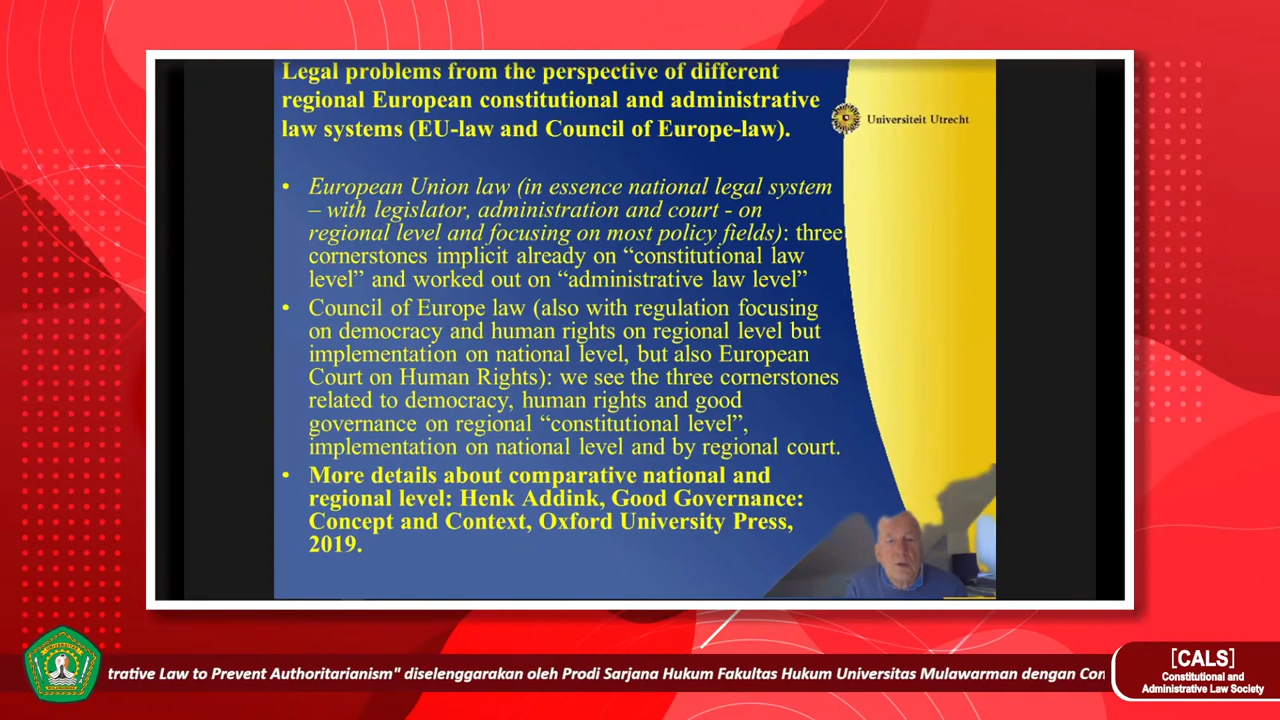 Legal problems from the perspective of different
regional European constitutional and administrative
law systems (EU-law and Council of Europe-law).
Universiteit Utrecht
• European Union law (in essence national legal system
– with legislator, administration and court - on
regional level and focusing on most policy fields): three
cornerstones implicit already on “constitutional law
level” and worked out on “administrative law level”
• Council of Europe law (also with regulation focusing
on democracy and human rights on regional level but
implementation on national level, but also European
Court on Human Rights): we see the three cornerstones
related to democracy, human rights and good
governance on regional “constitutional level”,
implementation on national level and by regional court.
• More details about comparative national and
regional level: Henk Addink, Good Governance:
Concept and Context, Oxford University Press,
2019.
trative Law to Prevent Authoritarianism" diselenggarakan oleh Prodi Sarjana Hukum Fakultas Hukum Universitas Mulawarman dengan Con
[CALS]
Constitutional and
Administrative Law Society